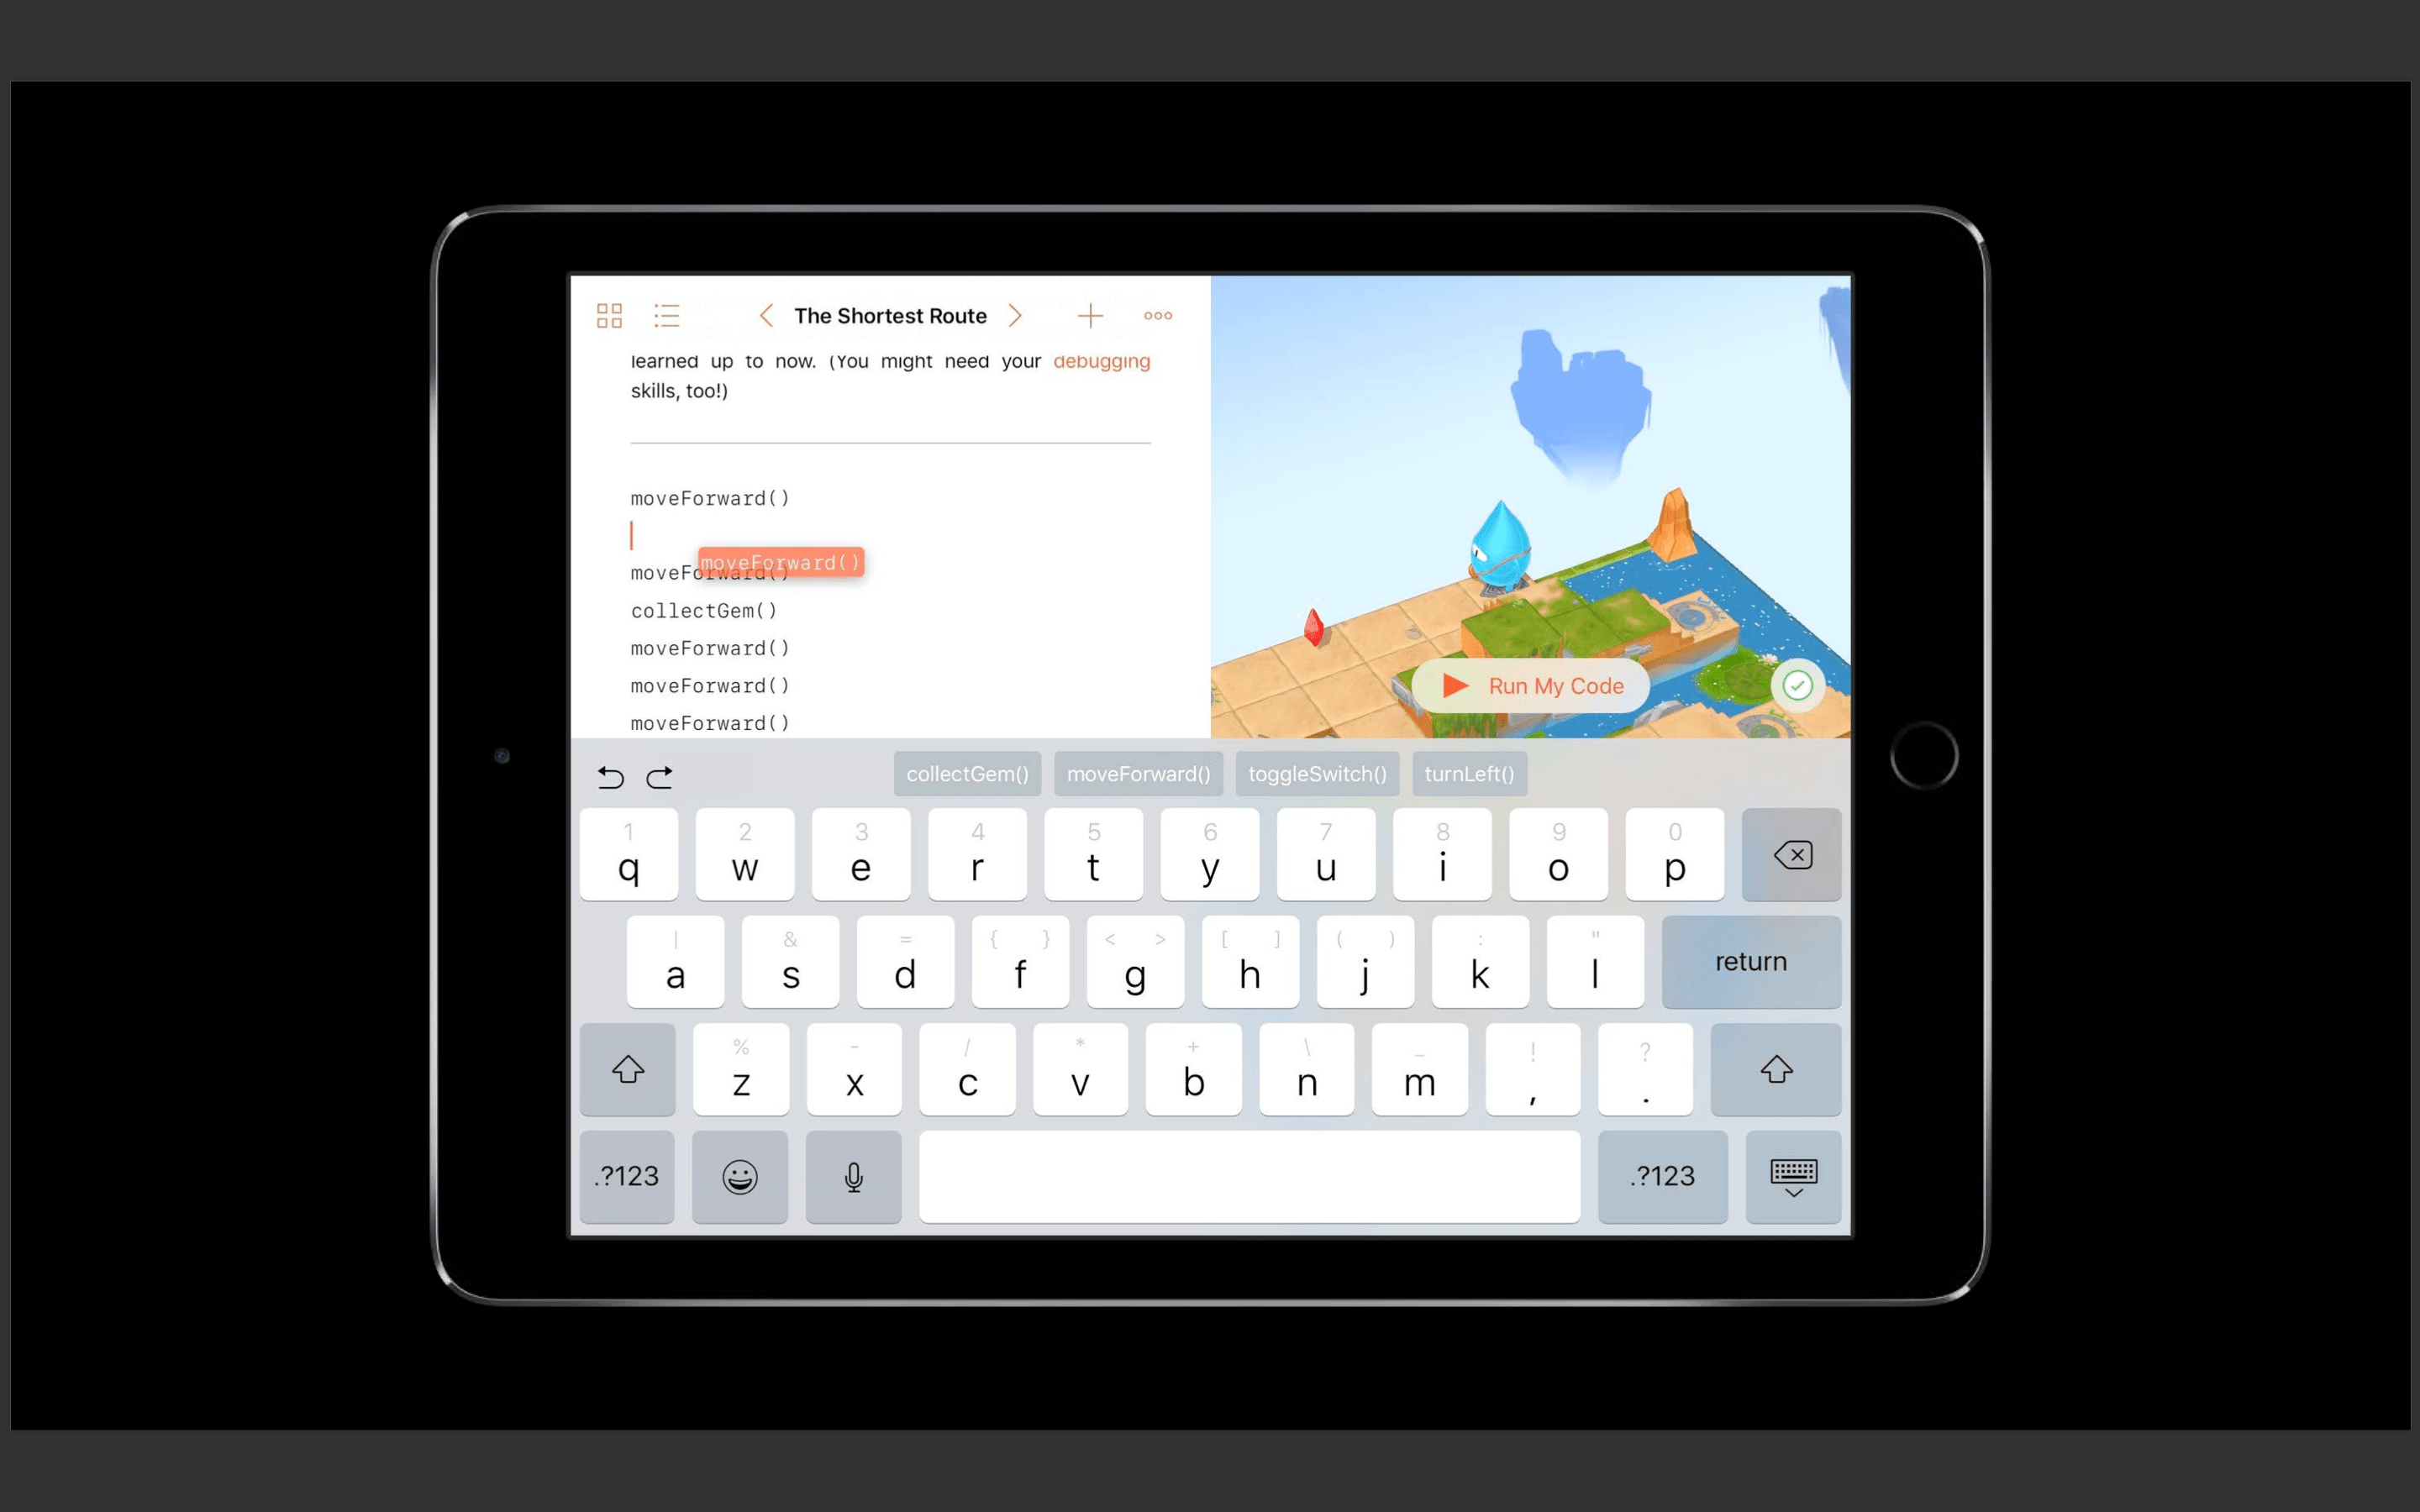 The Shortest Route
learned up to now. (You might need your debugging
skills, too!)
moveForward()
moveForward()
moveForward()
collectGem()
moveForward()
moveForward()
moveForward()
Run My Code
collectGem() moveForward() toggleSwitch() turnLeft()
1 2 3 4 5 6 7 8 9 0
q w e r t y u i o p
| & = { } < > [ ] ( ) : "
a s d f g h j k l return
% - / * + \ _ ! ?
z x c v b n m , .
.?123 .?123